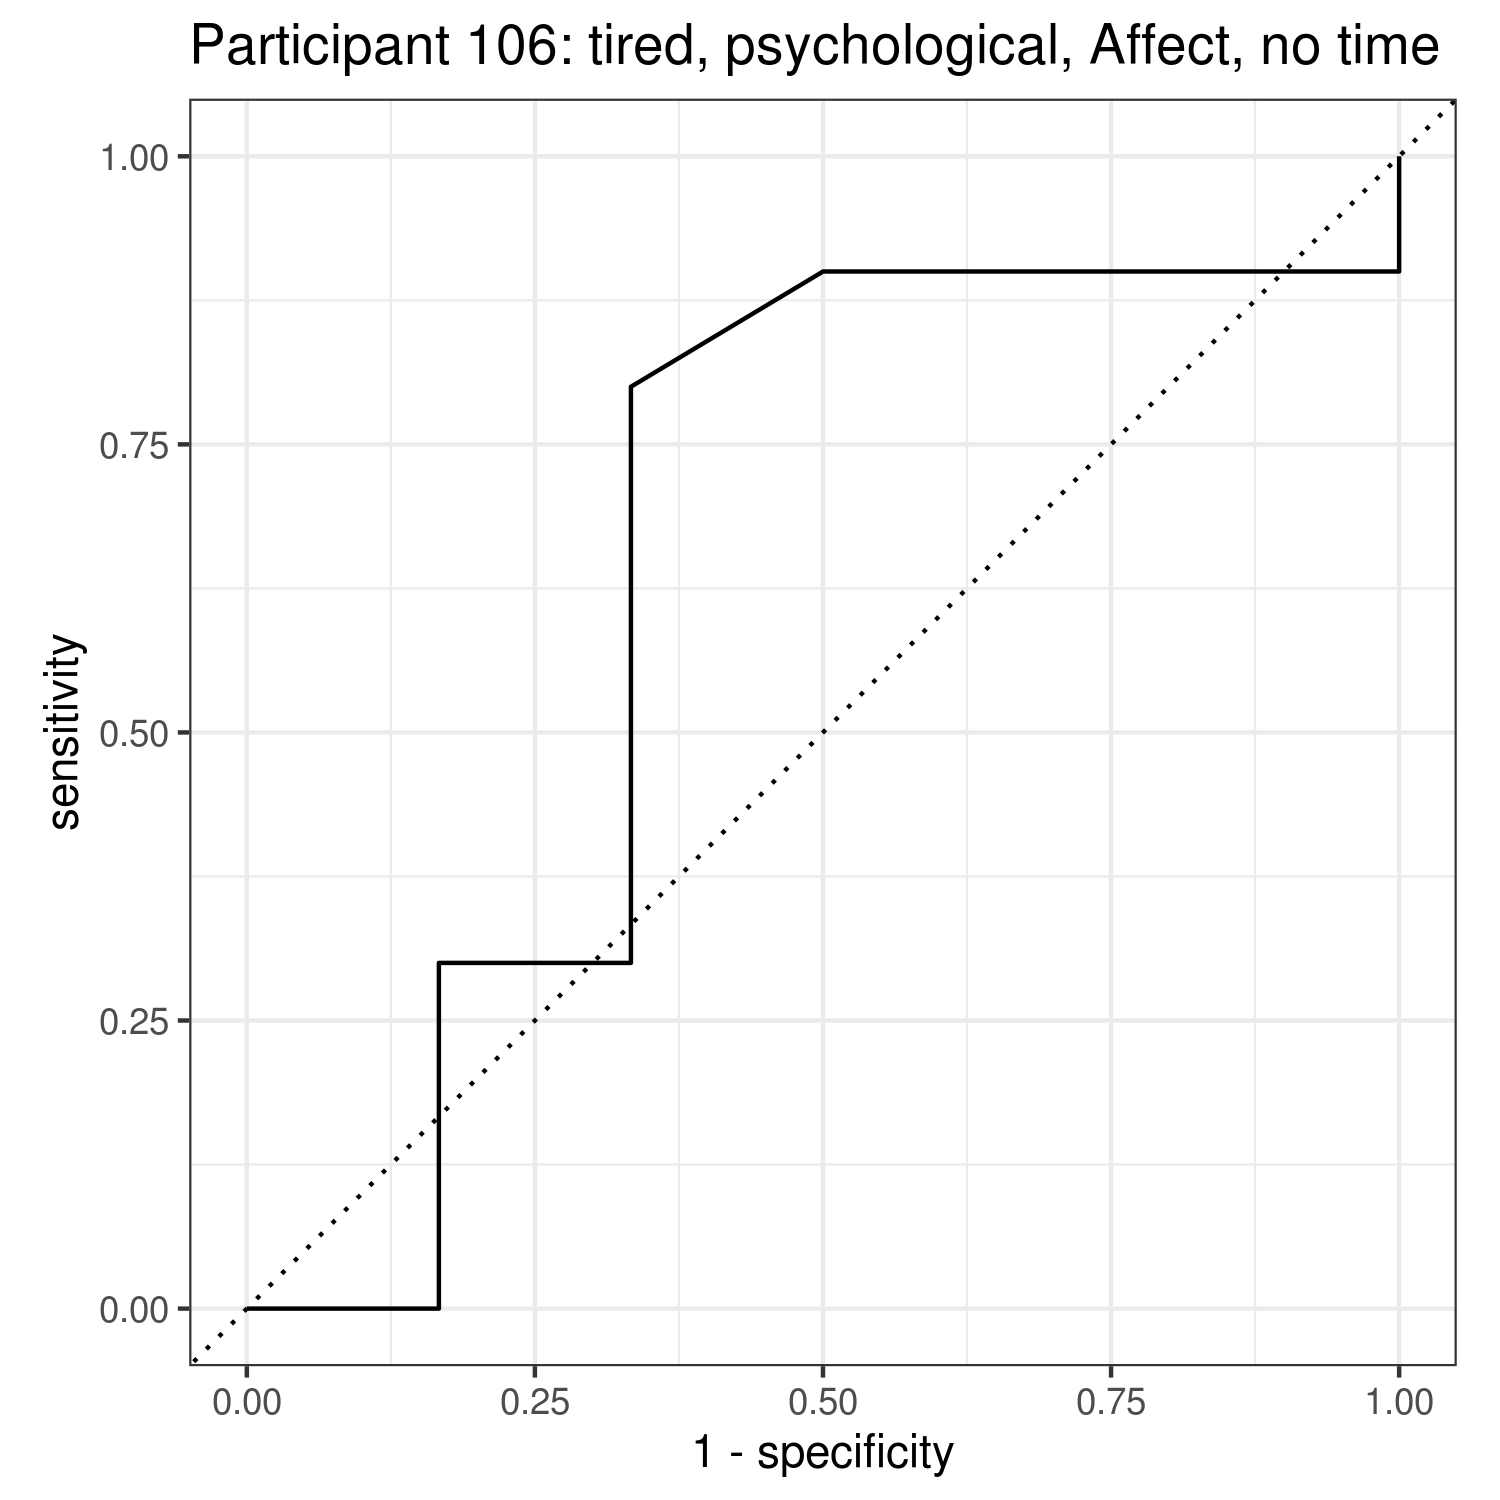 Participant 106: tired, psychological, Affect, no time
1.00
0.75
0.50
0.25
0.00
sensitivity
0.00 0.25 0.50 0.75 1.00
1 - specificity